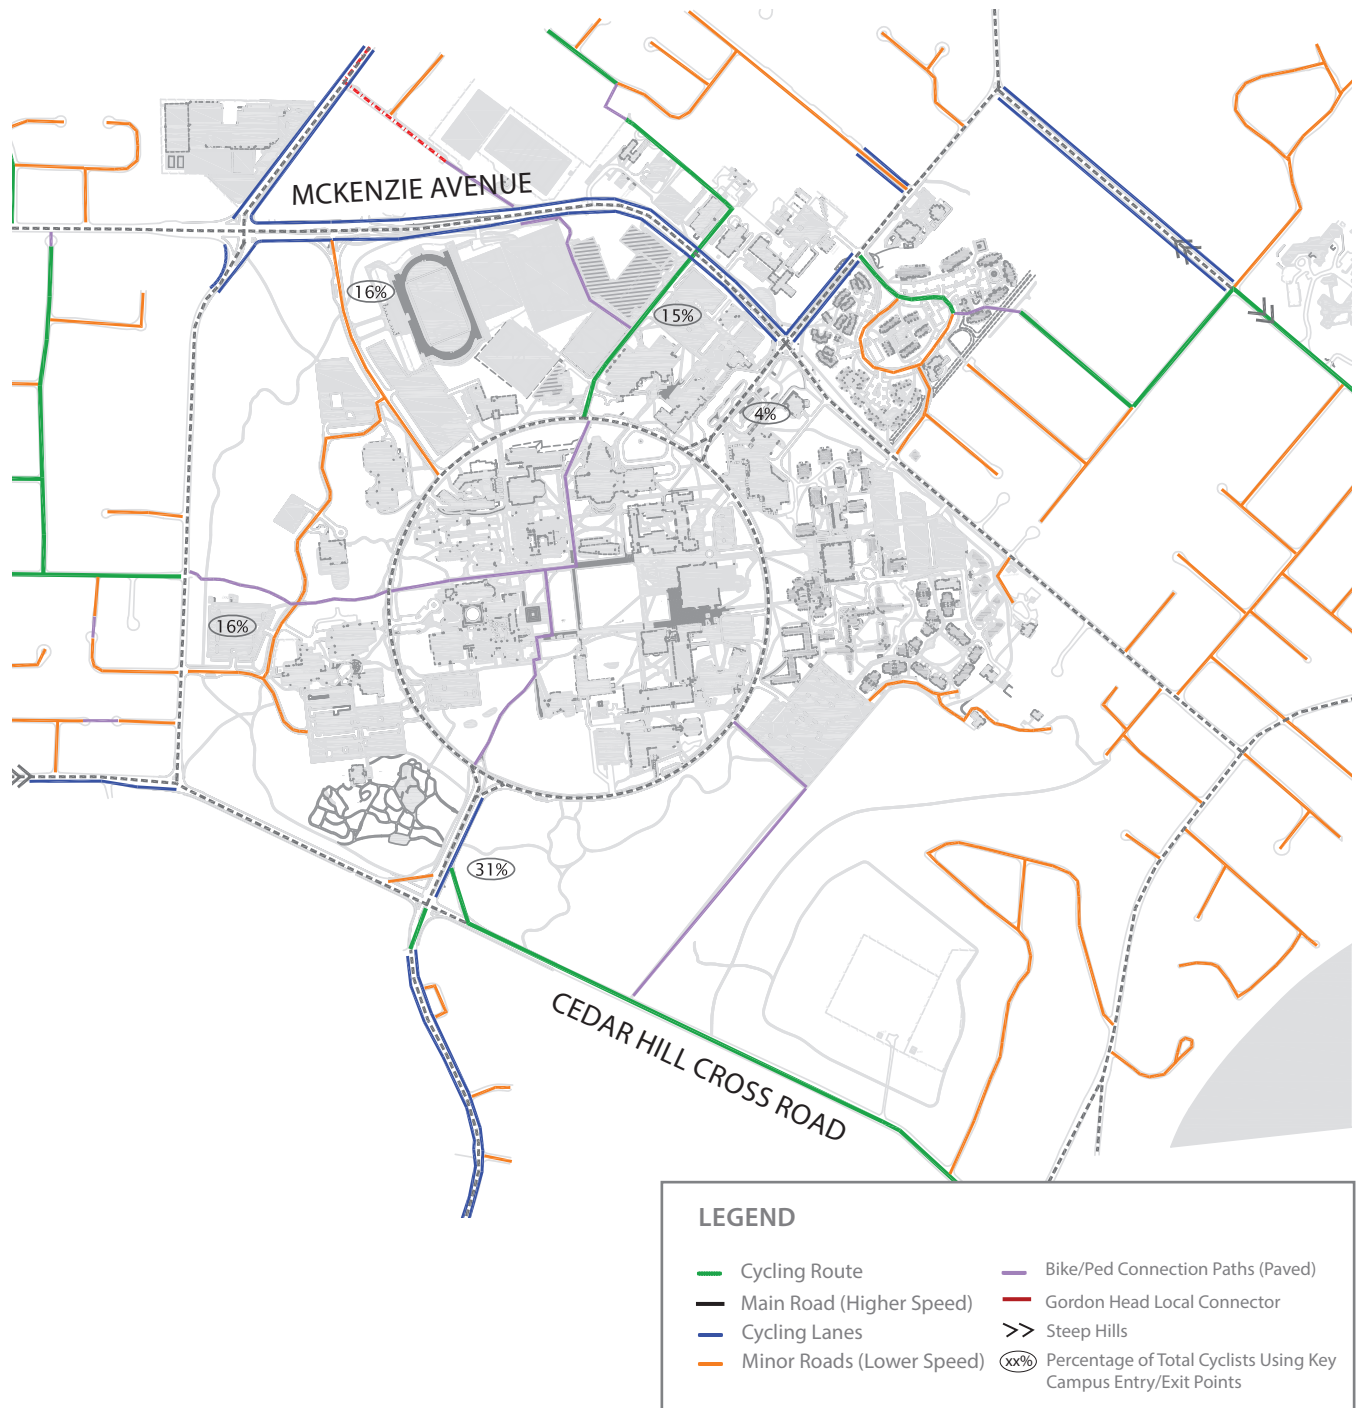 MCKENZIE AVENUE
16%
15%
4%
16%
31%
CEDAR HILL CROSS ROAD
LEGEND
Cycling Route
Main Road (Higher Speed)
Cycling Lanes
Minor Roads (Lower Speed)
Bike/Ped Connection Paths (Paved)
Gordon Head Local Connector
Steep Hills
xx% Percentage of Total Cyclists Using Key
Campus Entry/Exit Points